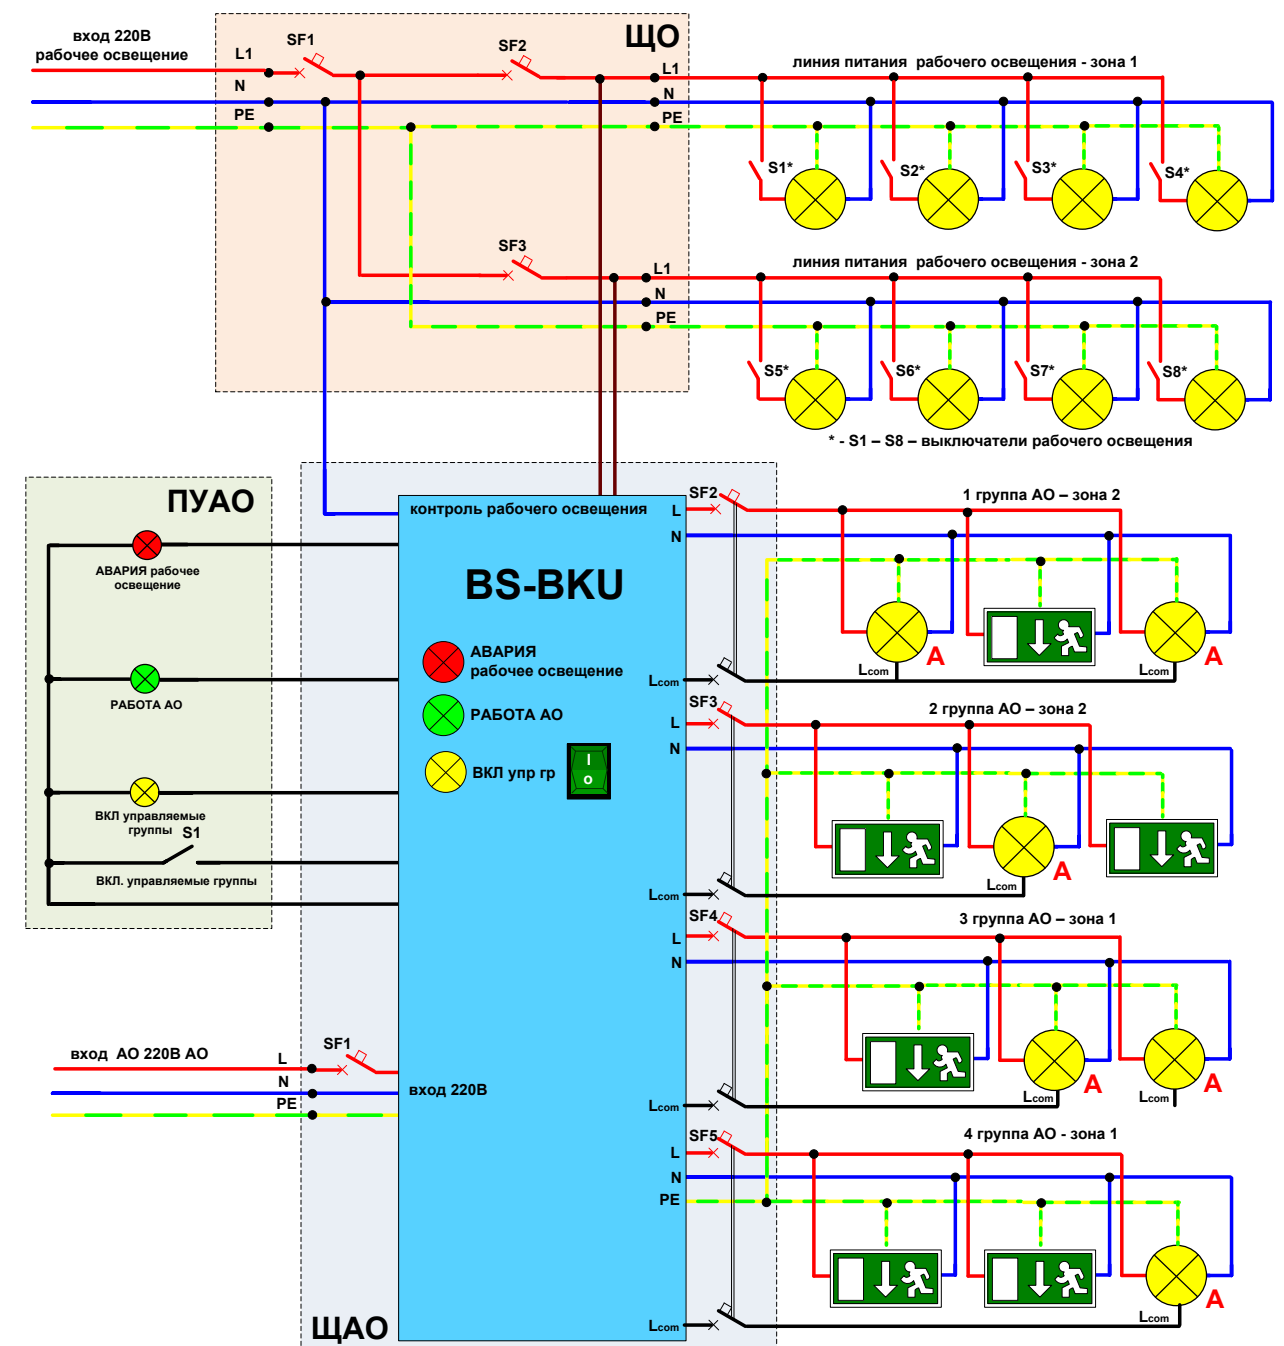 вход 220В
рабочее освещение
L1
N
PE
SF1
SF2
ЩО
L1
N
PE
линия питания рабочего освещения - зона 1
S1*
S2*
S3*
S4*
SF3
L1
N
PE
линия питания рабочего освещения - зона 2
S5*
S6*
S7*
S8*
* - S1 – S8 – выключатели рабочего освещения
ПУАО
АВАРИЯ рабочее
освещение
РАБОТА АО
ВКЛ управляемые
группы
S1
ВКЛ. управляемые группы
контроль рабочего освещения
BS-BKU
АВАРИЯ
рабочее освещение
РАБОТА АО
ВКЛ упр гр
I
o
вход АО 220В АО
L
N
PE
SF1
вход 220В
ЩАО
SF2
L
N
1 группа АО – зона 2
A
A
Lcom
Lcom
Lcom
SF3
L
N
2 группа АО – зона 2
A
Lcom
Lcom
SF4
L
N
3 группа АО – зона 1
A
A
Lcom
Lcom
Lcom
SF5
L
N
PE
4 группа АО - зона 1
A
Lcom
Lcom